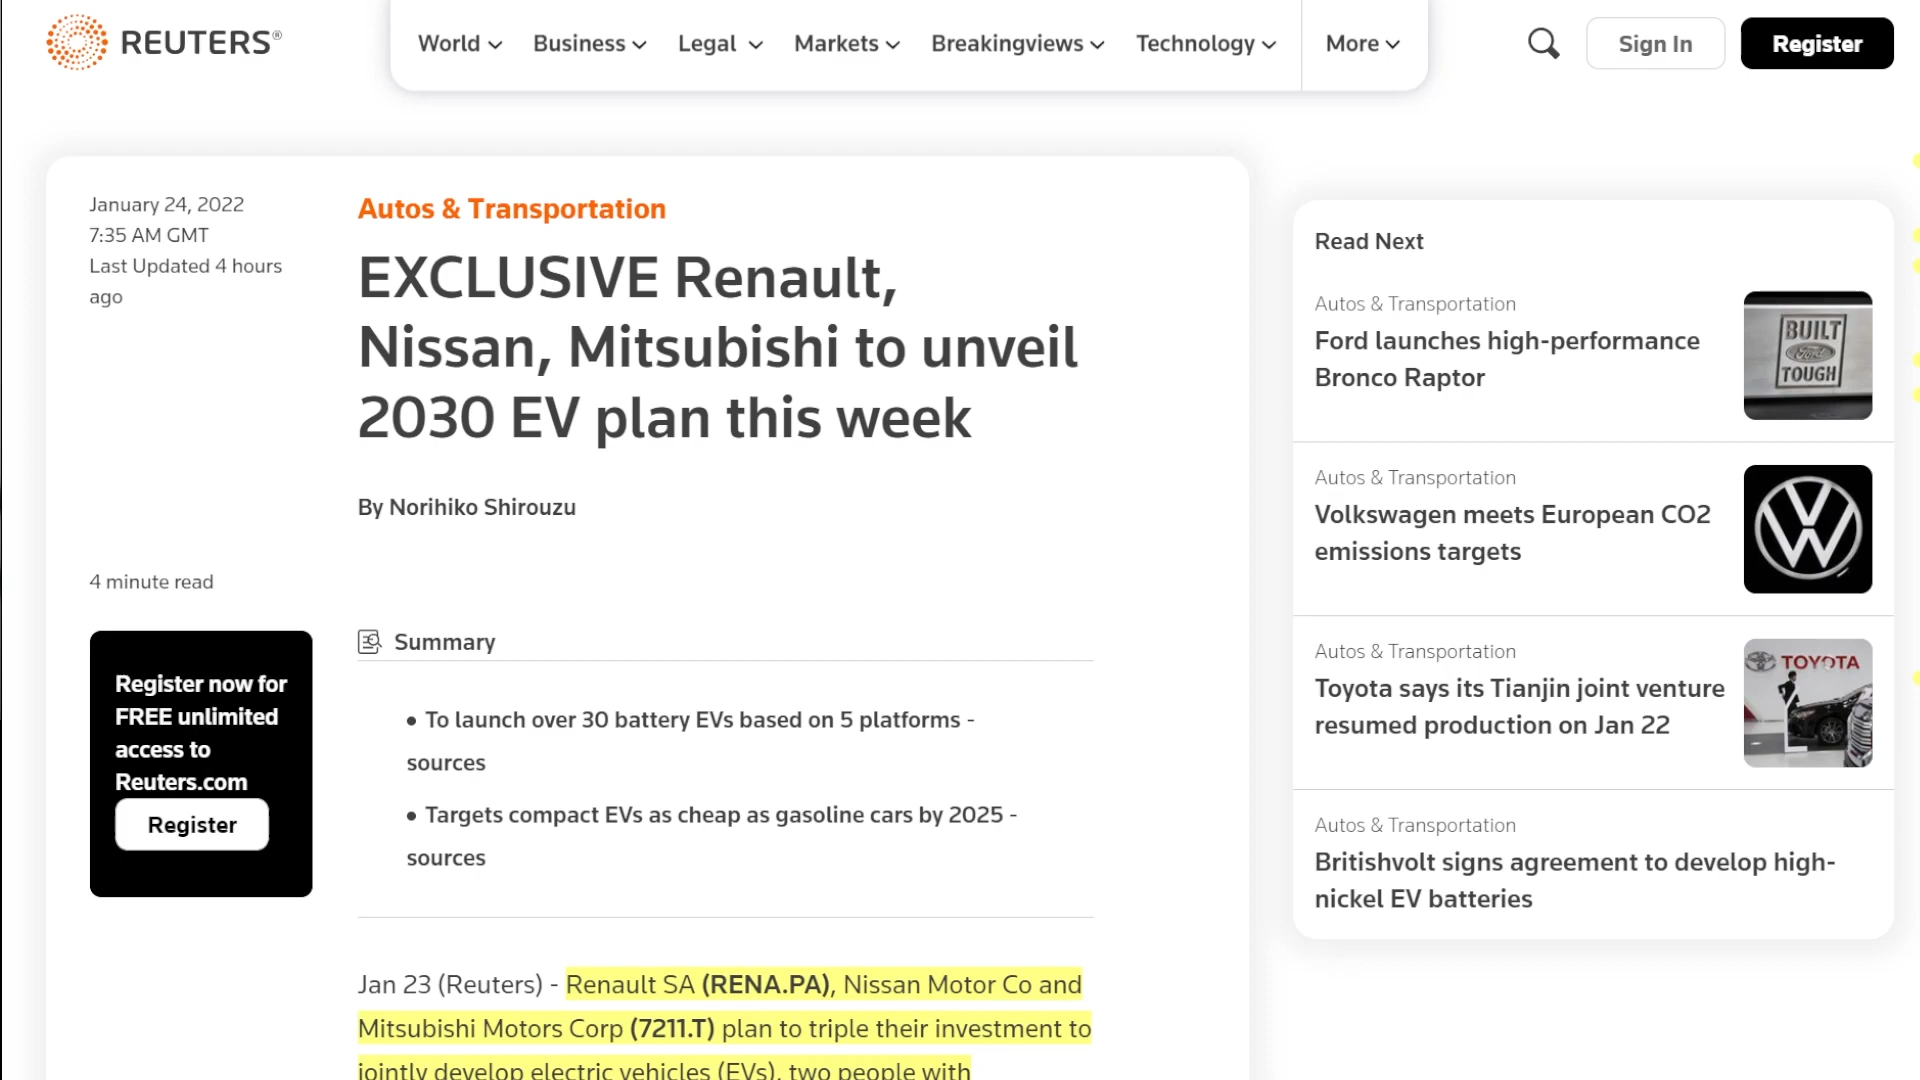 REUTERS®
World
Business
Legal
Markets
Breakingviews
Technology
More
Sign In
Register
January 24, 2022
7:35 AM GMT
Last Updated 4 hours
ago
Autos & Transportation
EXCLUSIVE Renault,
Nissan, Mitsubishi to unveil
2030 EV plan this week
By Norihiko Shirouzu
4 minute read
Register now for
FREE unlimited
access to
Reuters.com
Register
Summary
• To launch over 30 battery EVs based on 5 platforms -
sources
• Targets compact EVs as cheap as gasoline cars by 2025 -
sources
Jan 23 (Reuters) - Renault SA (RENA.PA), Nissan Motor Co and
Mitsubishi Motors Corp (7211.T) plan to triple their investment to
jointly develop electric vehicles (EVs), two people with
Read Next
Autos & Transportation
Ford launches high-performance
Bronco Raptor
BUILT
Ford
TOUGH
Autos & Transportation
Volkswagen meets European CO2
emissions targets
Autos & Transportation
Toyota says its Tianjin joint venture
resumed production on Jan 22
TOYOTA
Autos & Transportation
Britishvolt signs agreement to develop high-
nickel EV batteries